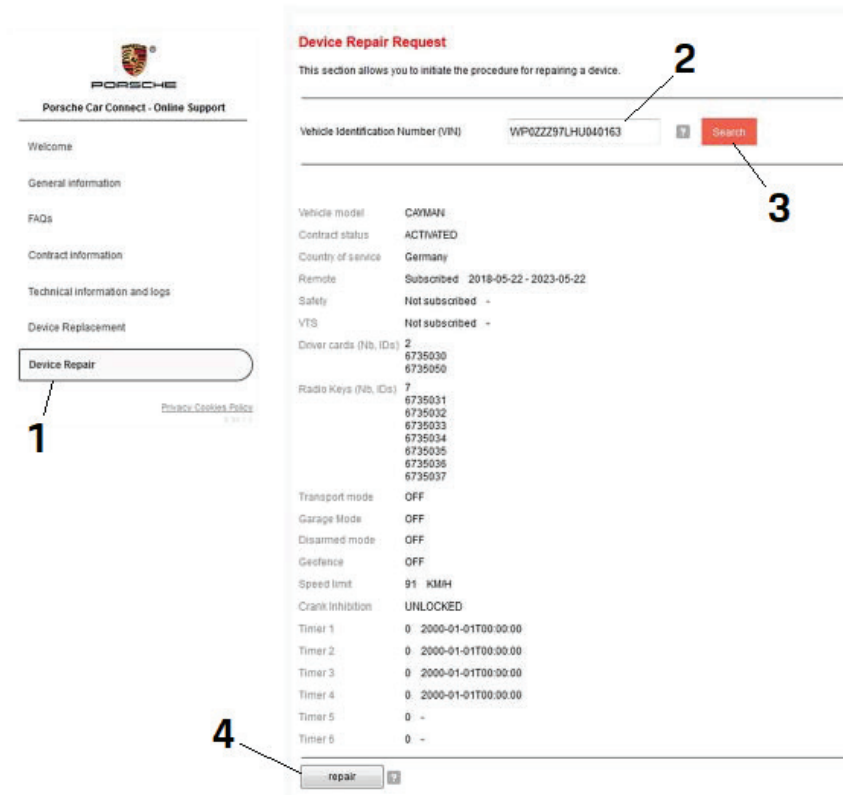 PORSCHE
Porsche Car Connect - Online Support
Welcome
General information
FAQs
Contract information
Technical information and logs
Device Replacement
Device Repair
Privacy Cookies Policy
1
Device Repair Request
This section allows you to initiate the procedure for repairing a device.
2
Vehicle Identification Number (VIN) WP0ZZZ97LHU040163 ? Search
3
Vehicle model CAYMAN
Contract status ACTIVATED
Country of service Germany
Remote Subscribed 2018-05-22 - 2023-05-22
Safety Not subscribed -
VTS Not subscribed -
Driver cards (Nb, IDs) 2
6735030
6735050
Radio Keys (Nb, IDs) 7
6735031
6735032
6735033
6735034
6735035
6735036
6735037
Transport mode OFF
Garage Mode OFF
Disarmed mode OFF
Geofence OFF
Speed limit 91 KM/H
Crank Inhibition UNLOCKED
Timer 1 0 2000-01-01T00:00:00
Timer 2 0 2000-01-01T00:00:00
Timer 3 0 2000-01-01T00:00:00
Timer 4 0 2000-01-01T00:00:00
Timer 5 0 -
Timer 6 0 -
4
repair ?